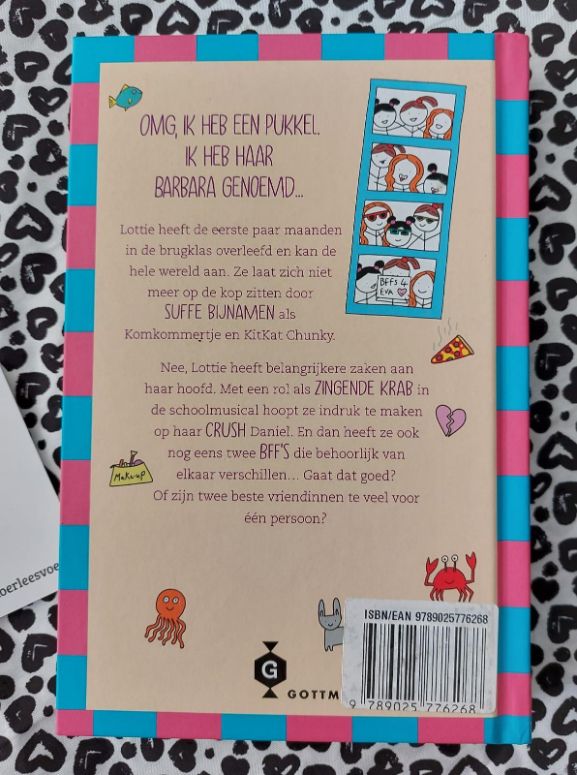 OMG, IK HEB EEN PUKKEL.
IK HEB HAAR
BARBARA GENOEMD...
BFFS 4
EVA
Lottie heeft de eerste paar maanden
in de brugklas overleefd en kan de
hele wereld aan. Ze laat zich niet
meer op de kop zitten door
SUFFE BIJNAMEN als
Komkommertje en KitKat Chunky.
Nee, Lottie heeft belangrijkere zaken aan
haar hoofd. Met een rol als ZINGENDE KRAB in
de schoolmusical hoopt ze indruk te maken
op haar CRUSH Daniel. En dan heeft ze ook
nog eens twee BFF'S die behoorlijk van
elkaar verschillen... Gaat dat goed?
Of zijn twee beste vriendinnen te veel voor
één persoon?
Makeup
ISBN/EAN 9789025776268
G
GOTTM
9 789025 776268